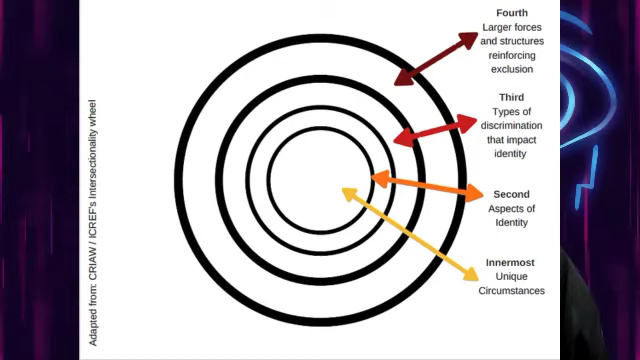 Fourth
Larger forces
and structures
reinforcing
exclusion
Third
Types of
discrimination
that impact
identity
Second
Aspects of
Identity
Innermost
Unique
Circumstances
Adapted from: CRIAW / ICREF's Intersectionality wheel